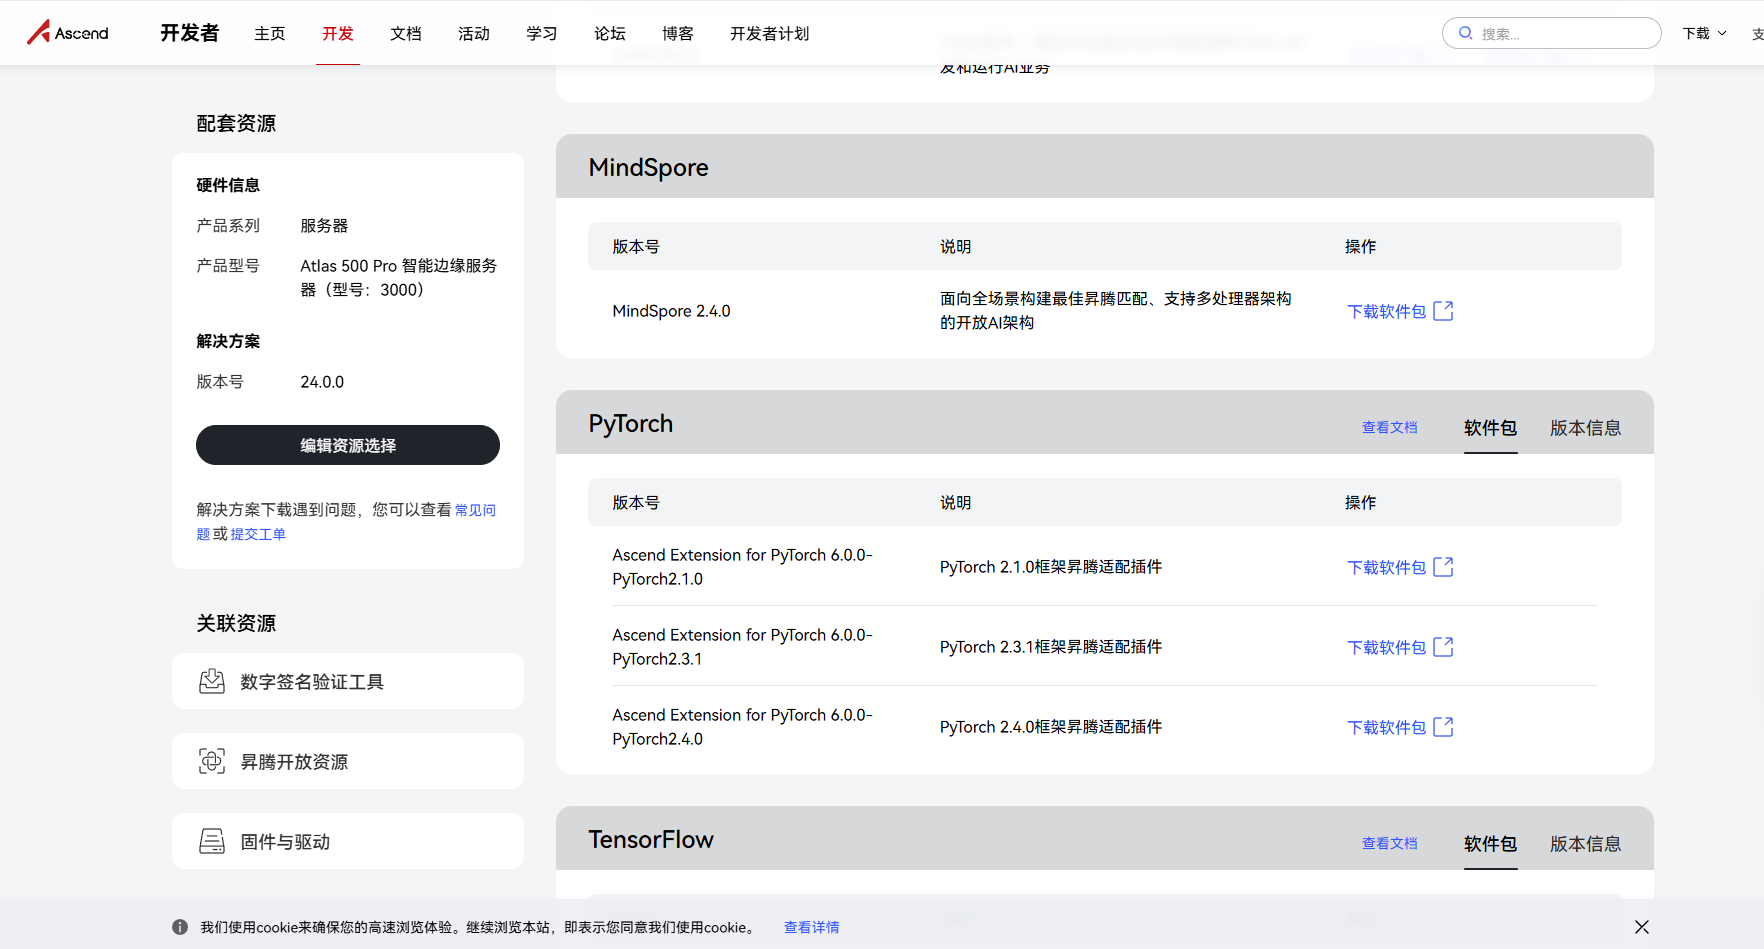 Ascend
开发者
主页
开发
文档
活动
学习
论坛
博客
开发者计划
搜索...
下载
支
发和运行AI业务
配套资源
硬件信息
产品系列
服务器
产品型号
Atlas 500 Pro 智能边缘服务
器（型号：3000）
解决方案
版本号
24.0.0
编辑资源选择
解决方案下载遇到问题，您可以查看常见问
题或提交工单
关联资源
数字签名验证工具
昇腾开放资源
固件与驱动
MindSpore
版本号
说明
操作
MindSpore 2.4.0
面向全场景构建最佳昇腾匹配、支持多处理器架构
的开放AI架构
下载软件包
PyTorch
查看文档
软件包
版本信息
版本号
说明
操作
Ascend Extension for PyTorch 6.0.0-
PyTorch2.1.0
PyTorch 2.1.0框架昇腾适配插件
下载软件包
Ascend Extension for PyTorch 6.0.0-
PyTorch2.3.1
PyTorch 2.3.1框架昇腾适配插件
下载软件包
Ascend Extension for PyTorch 6.0.0-
PyTorch2.4.0
PyTorch 2.4.0框架昇腾适配插件
下载软件包
TensorFlow
查看文档
软件包
版本信息
我们使用cookie来确保您的高速浏览体验。继续浏览本站，即表示您同意我们使用cookie。
查看详情